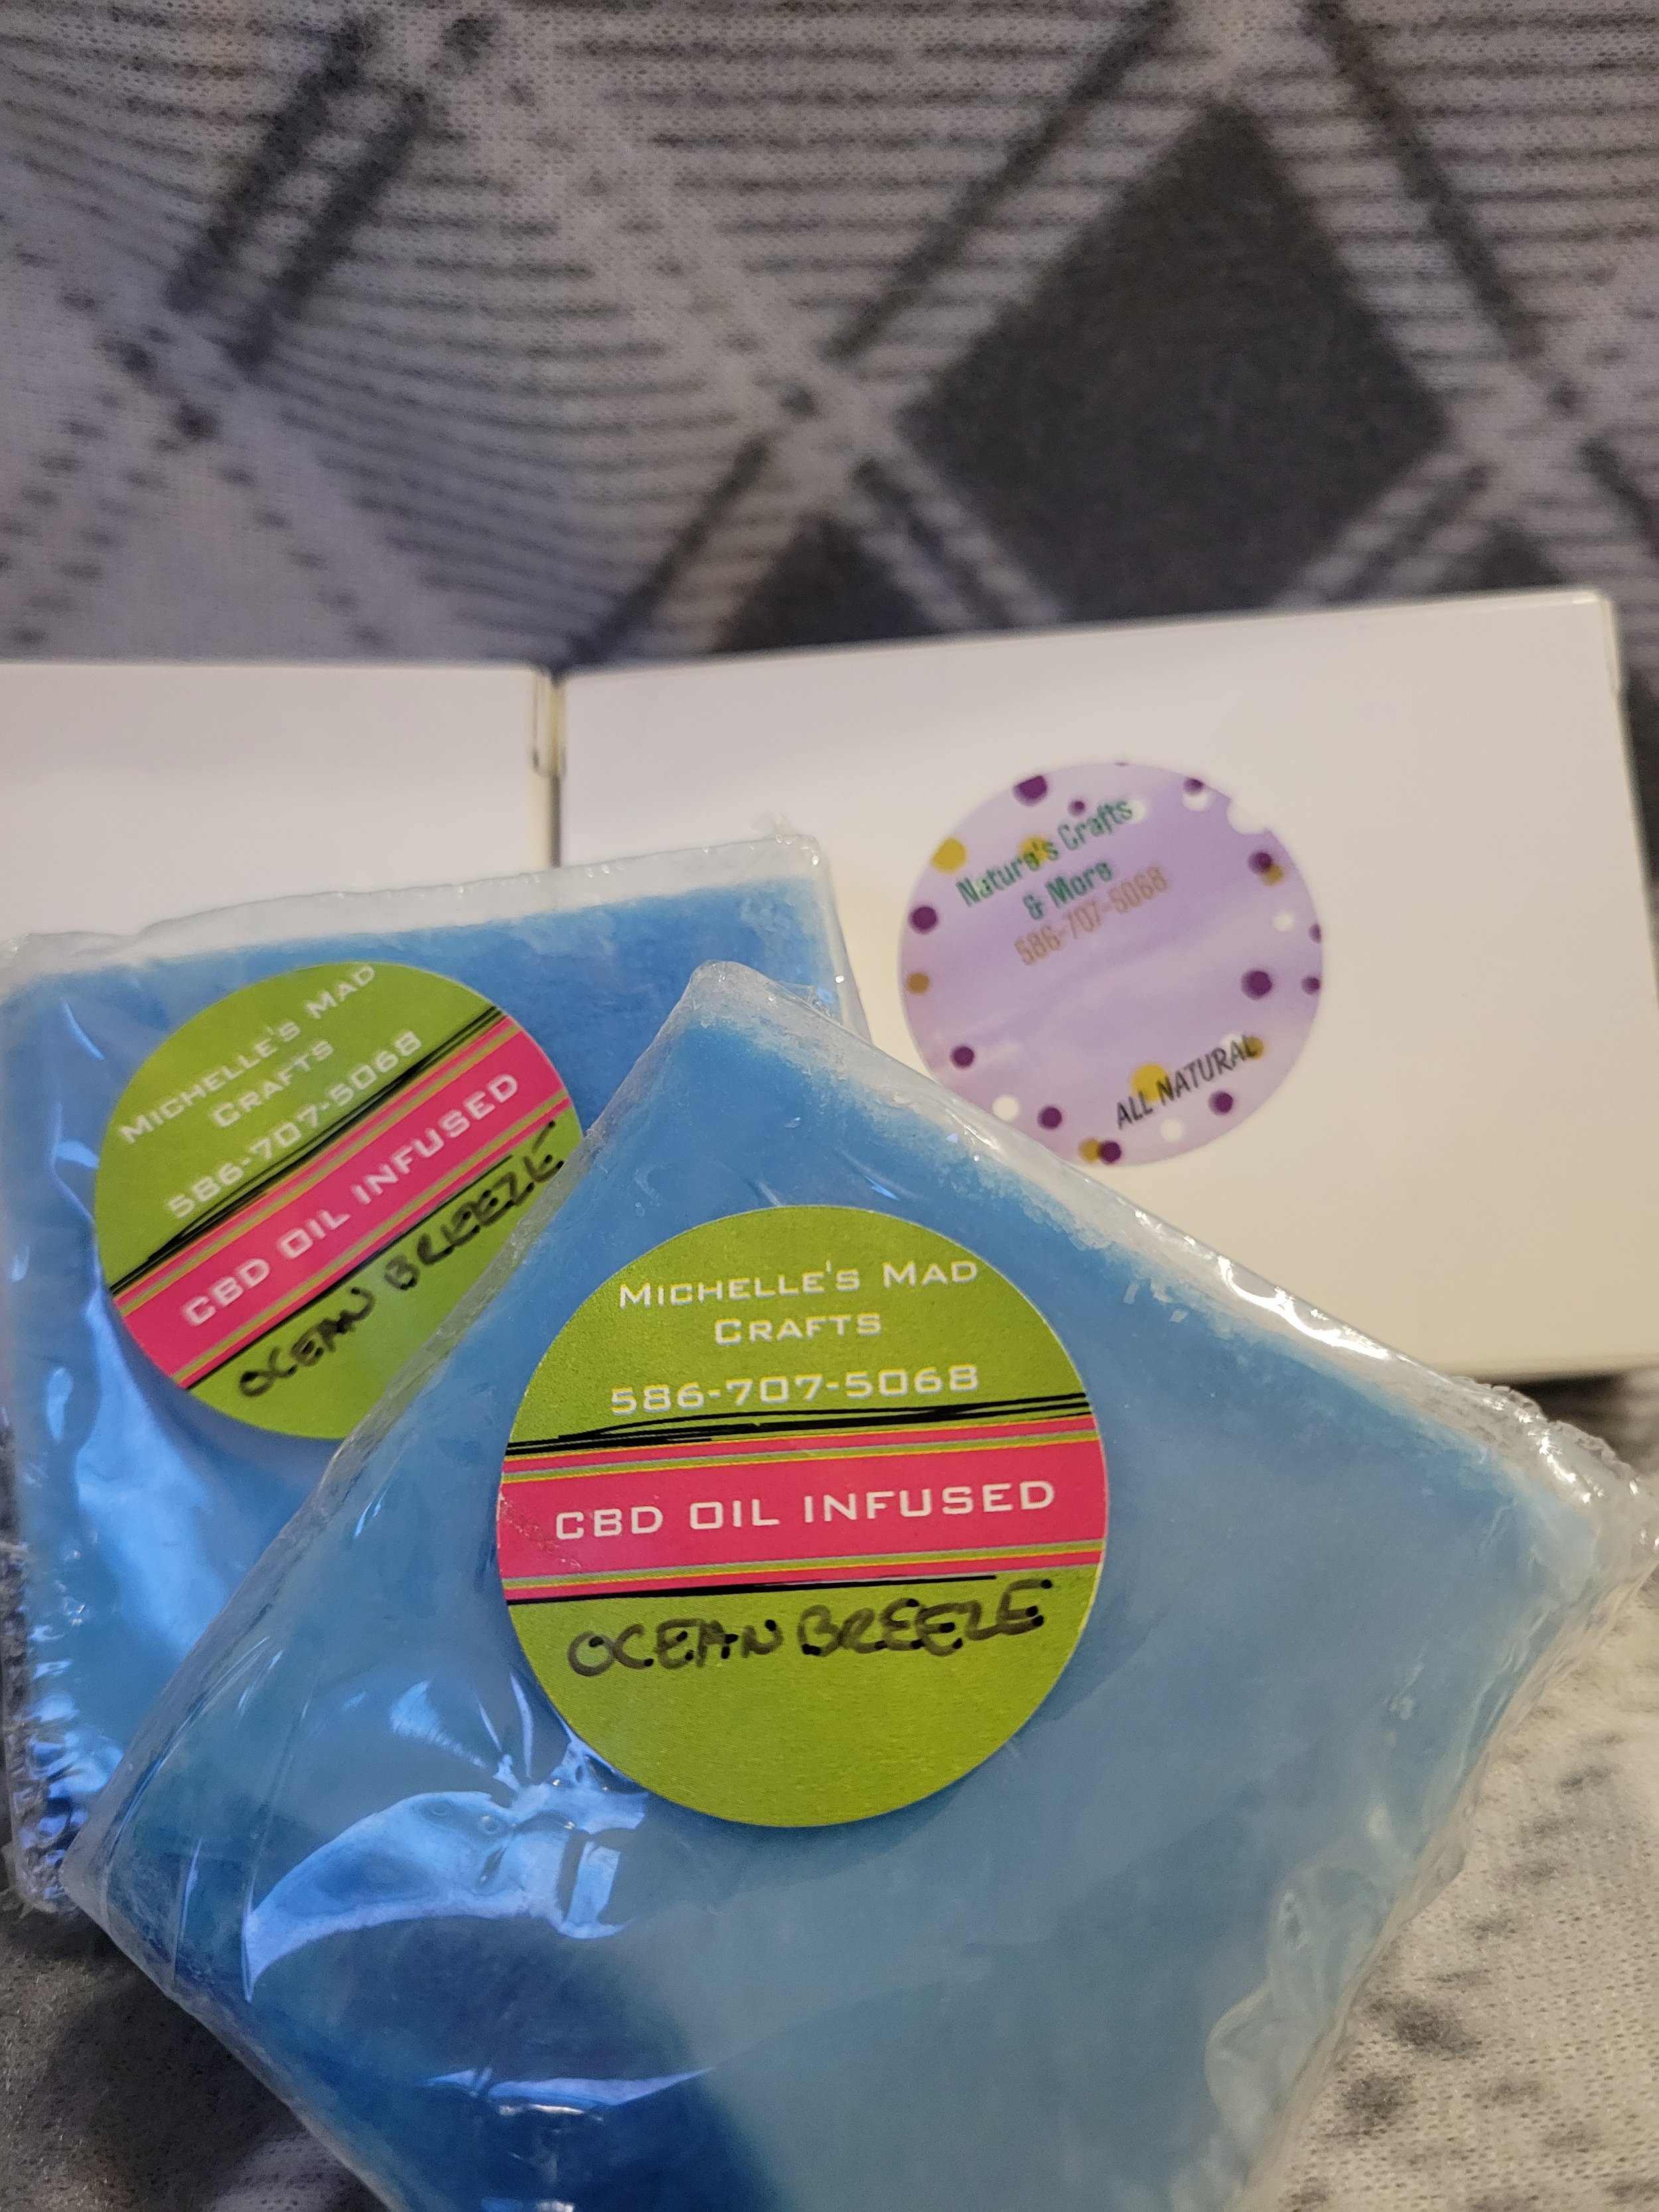 Nature's Crafts
& More
586-707-5068
ALL NATURAL
MICHELLE'S MAD
CRAFTS
586-707-5068
CBD OIL INFUSED
OCEAN BREEZE
MICHELLE'S MAD
CRAFTS
586-707-5068
CBD OIL INFUSED
OCEAN BREEZE